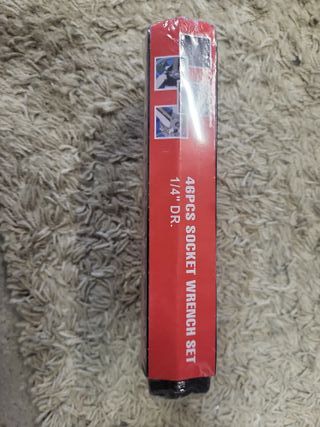 46PCS SOCKET WRENCH SET
1/4" DR.